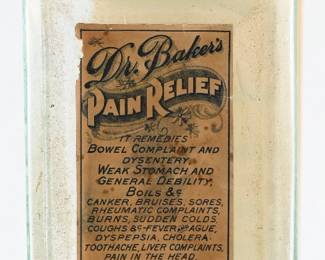 Dr. Baker's
PAIN RELIEF
IT REMEDIES
BOWEL COMPLAINT AND
DYSENTERY,
WEAK STOMACH AND
GENERAL DEBILITY,
BOILS &c
CANKER, BRUISES, SORES,
RHEUMATIC COMPLAINTS,
BURNS, SUDDEN COLDS
COUGHS &c-FEVER AND AGUE,
DYSPEPSIA, CHOLERA
TOOTHACHE, LIVER COMPLAINTS,
PAIN IN THE HEAD,